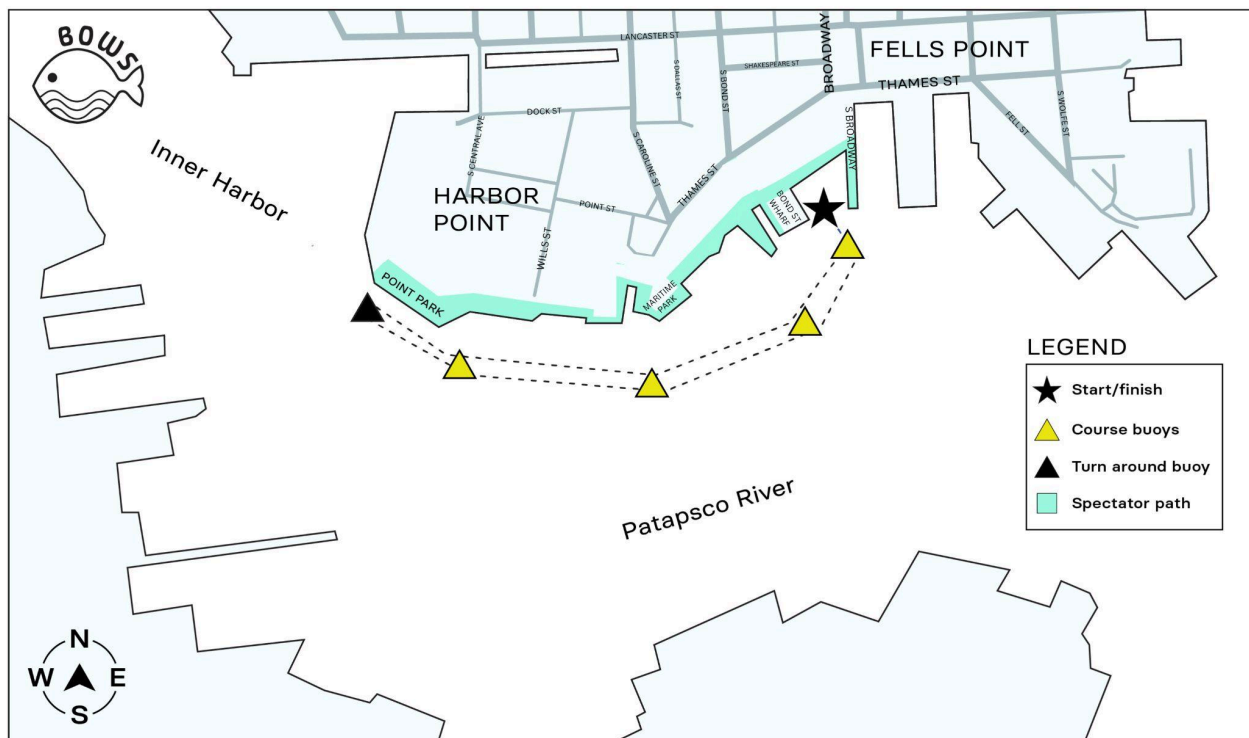 BOWS
LANCASTER ST
BROADWAY
FELLS POINT
SHAKESPEARE ST
S DALLAS ST
S BOND ST
THAMES ST
Inner Harbor
DOCK ST
S CENTRAL AVE
S CAROLINE ST
S BROADWAY
FELL ST
S WOLFE ST
THAMES ST
HARBOR
POINT
POINT ST
BOND ST
WHARF
WILLS ST
POINT PARK
MARITIME
PARK
LEGEND
Start/finish
Course buoys
Turn around buoy
Spectator path
Patapsco River
N
W
E
S